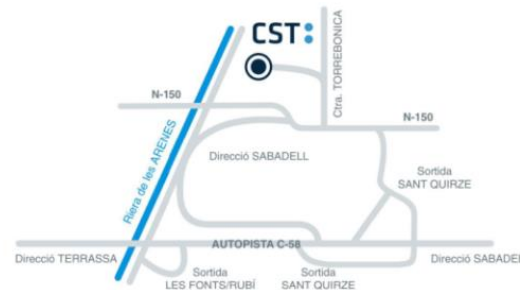 CST:
Ctra. TORREBONICA
N-150
N-150
Riera de les ARENES
Direcció SABADELL
Sortida
SANT QUIRZE
AUTOPISTA C-58
Direcció TERRASSA
Direcció SABADEL
Sortida
LES FONTS/RUBÍ
Sortida
SANT QUIRZE